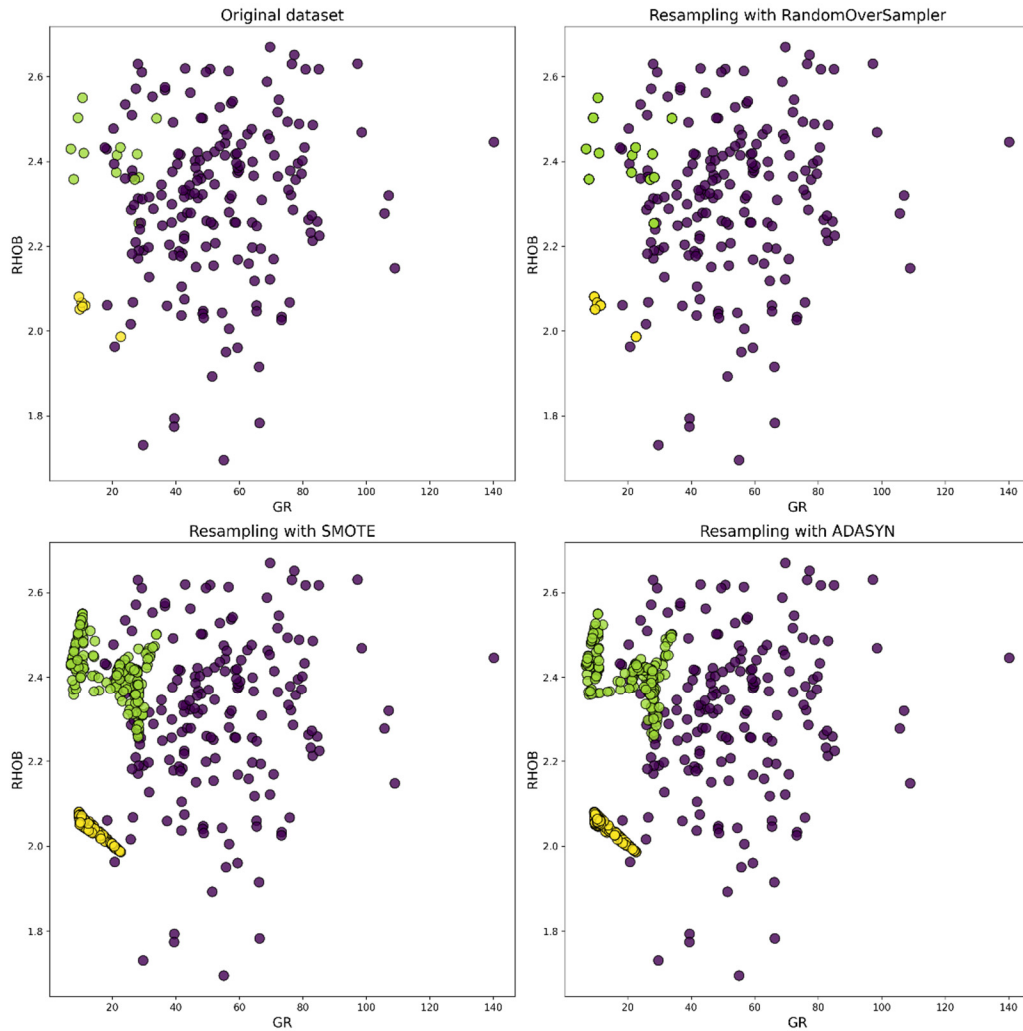 Original dataset
RHOB
2.6
2.4
2.2
2.0
1.8
20 40 60 80 100 120 140
GR
Resampling with RandomOverSampler
RHOB
2.6
2.4
2.2
2.0
1.8
20 40 60 80 100 120 140
GR
Resampling with SMOTE
RHOB
2.6
2.4
2.2
2.0
1.8
20 40 60 80 100 120 140
GR
Resampling with ADASYN
RHOB
2.6
2.4
2.2
2.0
1.8
20 40 60 80 100 120 140
GR